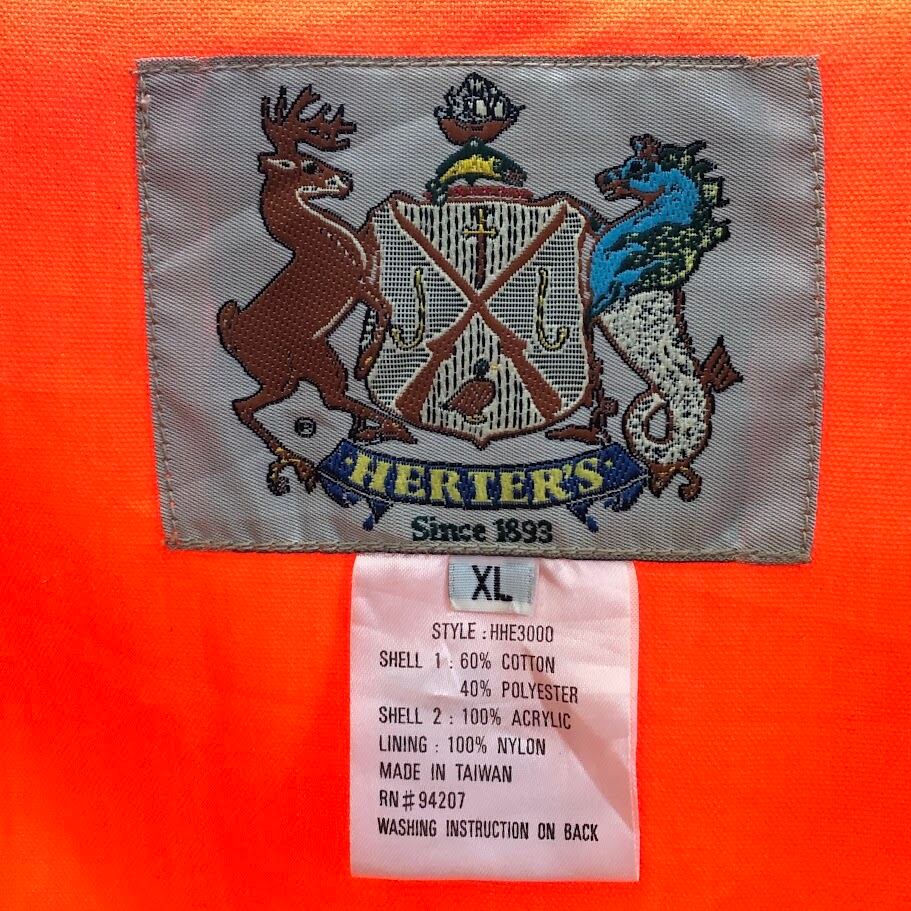 ®
·HERTER'S·
Since 1893
XL
STYLE : HHE3000
SHELL 1 : 60% COTTON
40% POLYESTER
SHELL 2 : 100% ACRYLIC
LINING : 100% NYLON
MADE IN TAIWAN
RN#94207
WASHING INSTRUCTION ON BACK